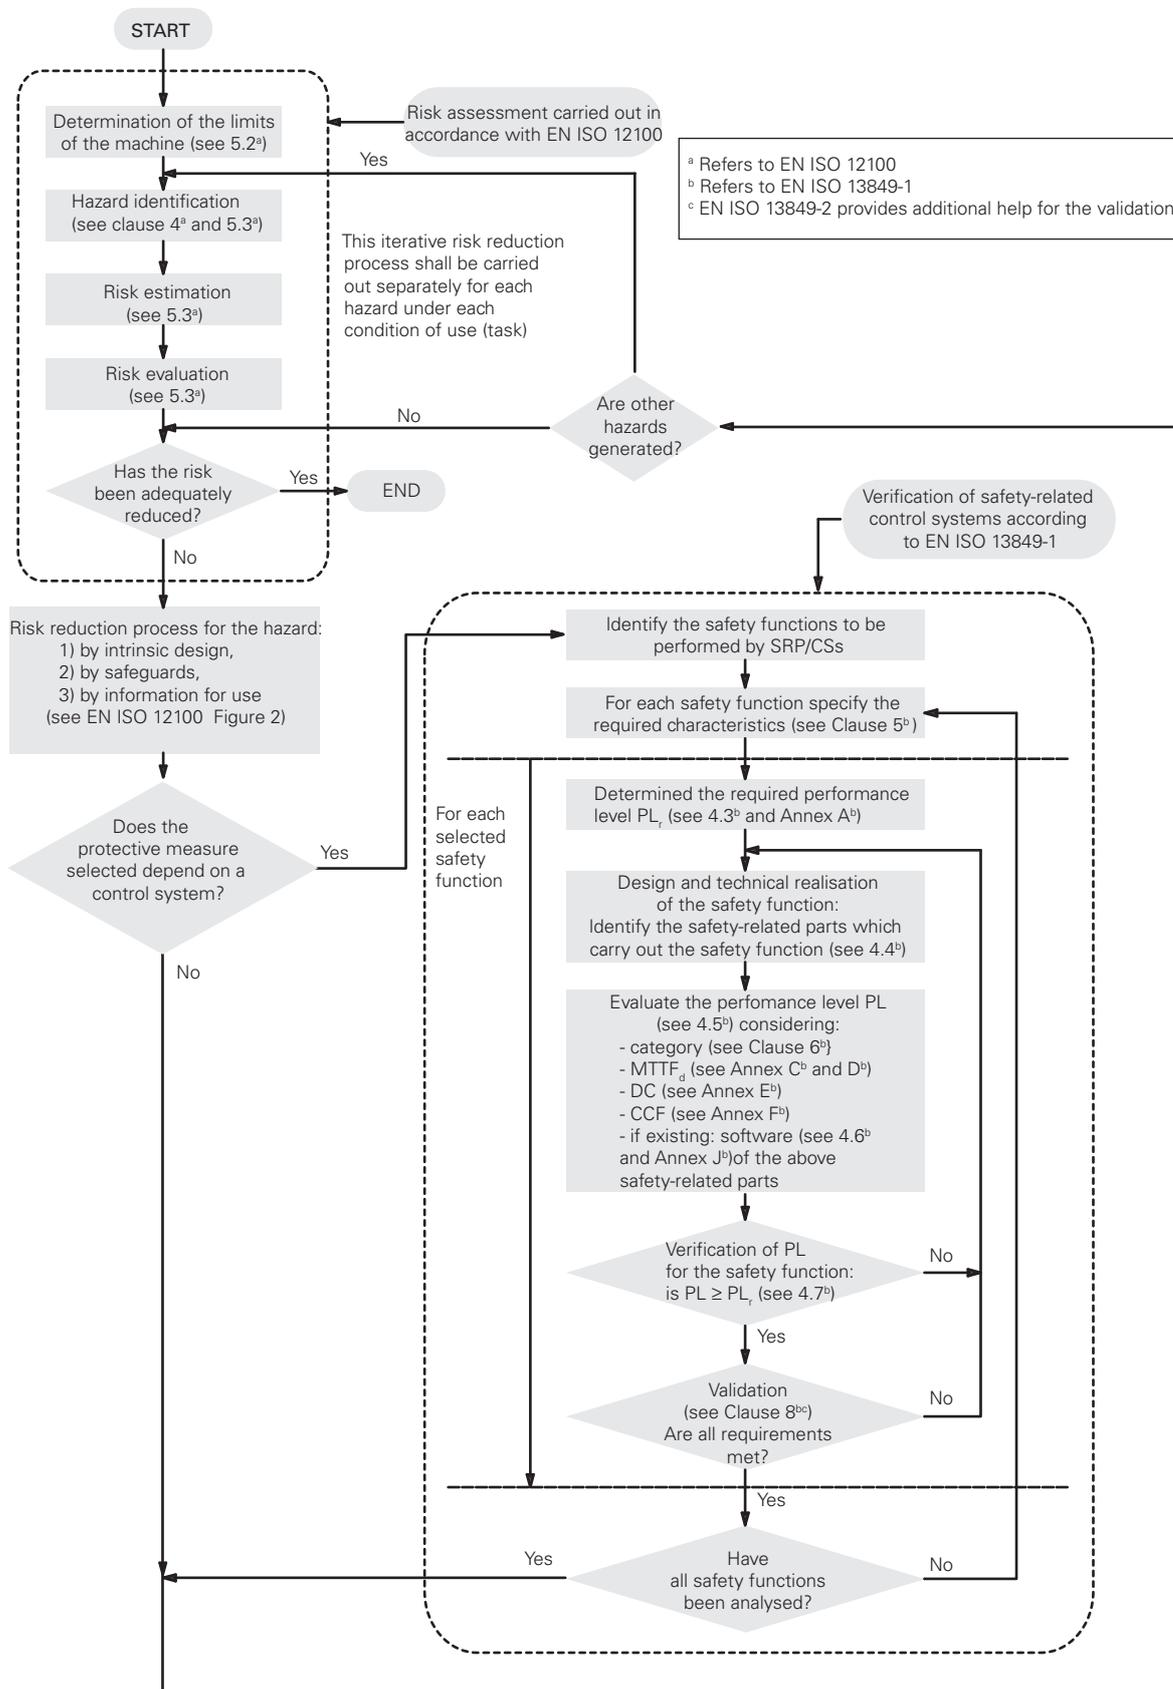 START
Determination of the limits
of the machine (see 5.2ᵃ)
Risk assessment carried out in
accordance with EN ISO 12100
Yes
ᵃ Refers to EN ISO 12100
ᵇ Refers to EN ISO 13849-1
ᶜ EN ISO 13849-2 provides additional help for the validation
Hazard identification
(see clause 4ᵃ and 5.3ᵃ)
This iterative risk reduction
process shall be carried
out separately for each
hazard under each
condition of use (task)
Risk estimation
(see 5.3ᵃ)
Risk evaluation
(see 5.3ᵃ)
No
Are other
hazards
generated?
Has the risk
been adequately
reduced?
Yes
END
No
Verification of safety-related
control systems according
to EN ISO 13849-1
Risk reduction process for the hazard:
1) by intrinsic design,
2) by safeguards,
3) by information for use
(see EN ISO 12100 Figure 2)
Identify the safety functions to be
performed by SRP/CSs
For each safety function specify the
required characteristics (see Clause 5ᵇ)
Does the
protective measure
selected depend on a
control system?
Yes
No
For each
selected
safety
function
Determined the required performance
level PLᵣ (see 4.3ᵇ and Annex Aᵇ)
Design and technical realisation
of the safety function:
Identify the safety-related parts which
carry out the safety function (see 4.4ᵇ)
Evaluate the perfomance level PL
(see 4.5ᵇ) considering:
- category (see Clause 6ᵇ}
- MTTF_d (see Annex Cᵇ and Dᵇ)
- DC (see Annex Eᵇ)
- CCF (see Annex Fᵇ)
- if existing: software (see 4.6ᵇ
and Annex Jᵇ)of the above
safety-related parts
Verification of PL
for the safety function:
is PL ≥ PLᵣ (see 4.7ᵇ)
No
Yes
Validation
(see Clause 8ᵇᶜ)
Are all requirements
met?
No
Yes
Have
all safety functions
been analysed?
Yes
No